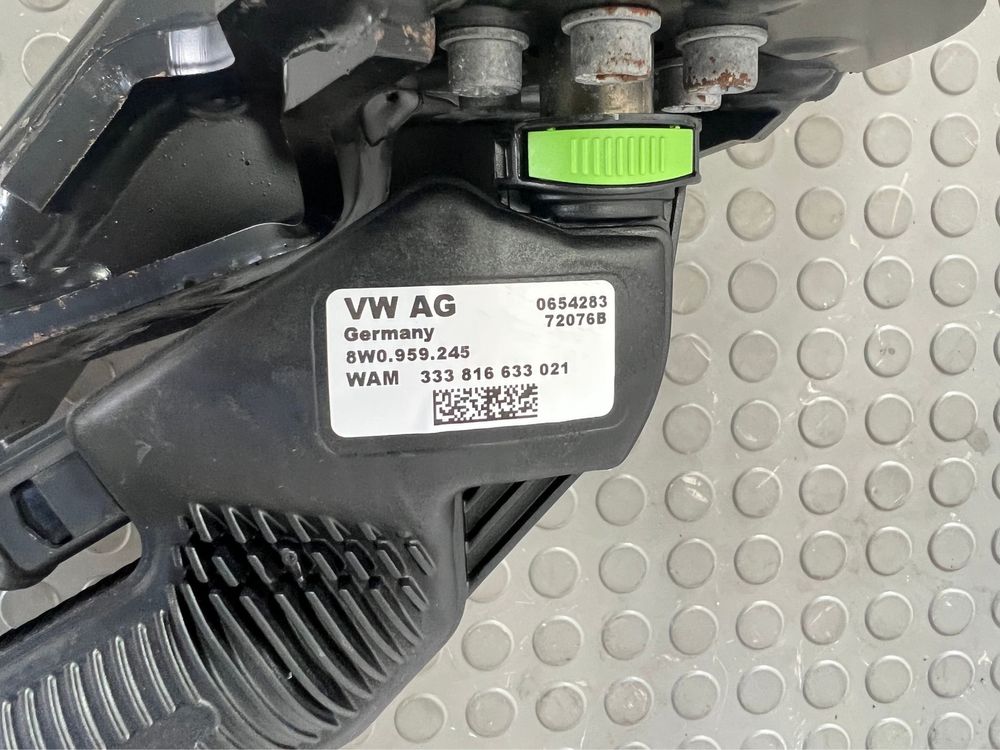 VW AG 0654283
Germany 72076B
8W0.959.245
WAM 333 816 633 021